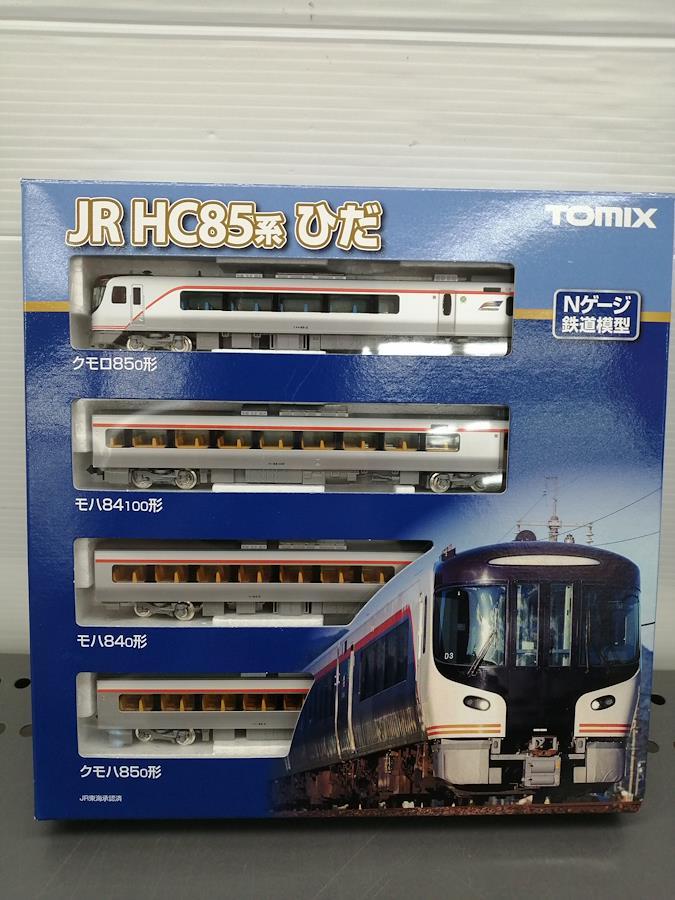 JR HC85系 ひだ
TOMIX
Nゲージ
鉄道模型
クモロ850形
モハ84100形
モハ840形
クモハ850形
D3
JR東海承認済